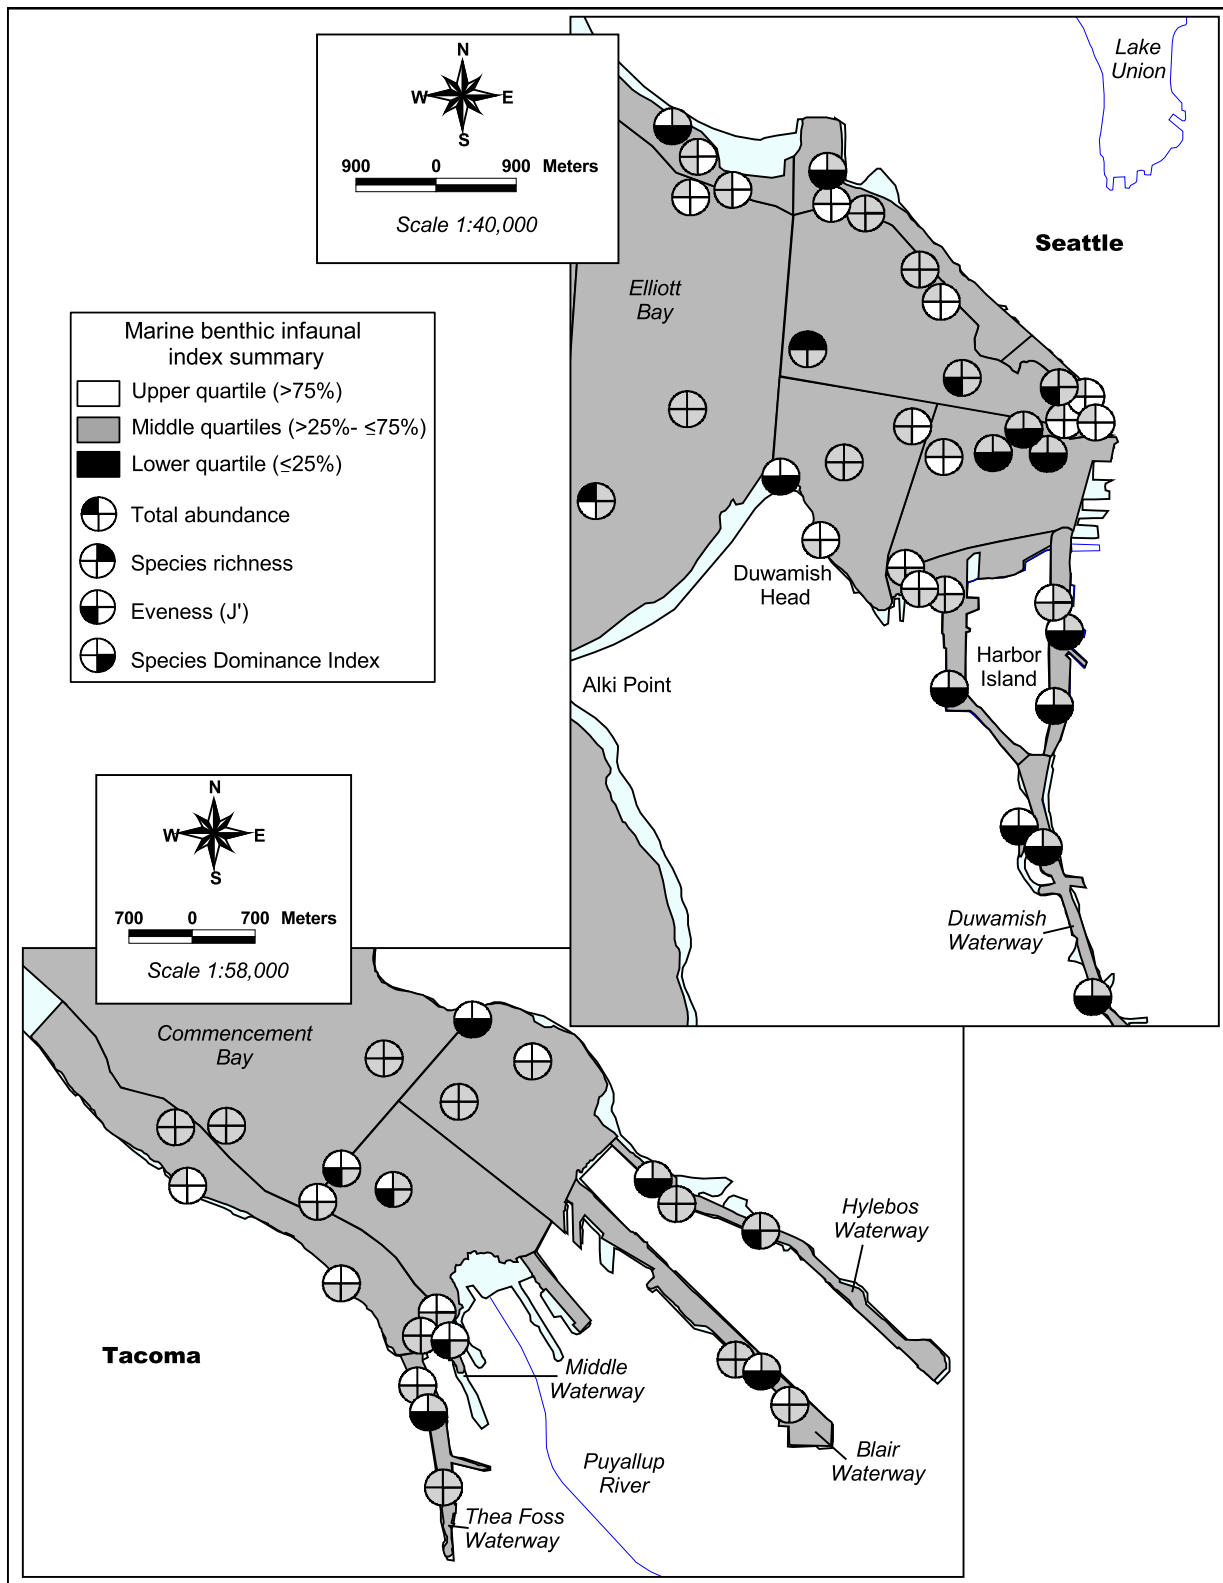 N
W
E
S
900
0
900
Meters
Scale 1:40,000
Lake
Union
Seattle
Elliott
Bay
Marine benthic infaunal
index summary
Upper quartile (>75%)
Middle quartiles (>25%- ≤75%)
Lower quartile (≤25%)
Total abundance
Species richness
Eveness (J')
Species Dominance Index
Duwamish
Head
Harbor
Island
Alki Point
Duwamish
Waterway
N
W
E
S
700
0
700
Meters
Scale 1:58,000
Commencement
Bay
Hylebos
Waterway
Tacoma
Middle
Waterway
Blair
Waterway
Puyallup
River
Thea Foss
Waterway